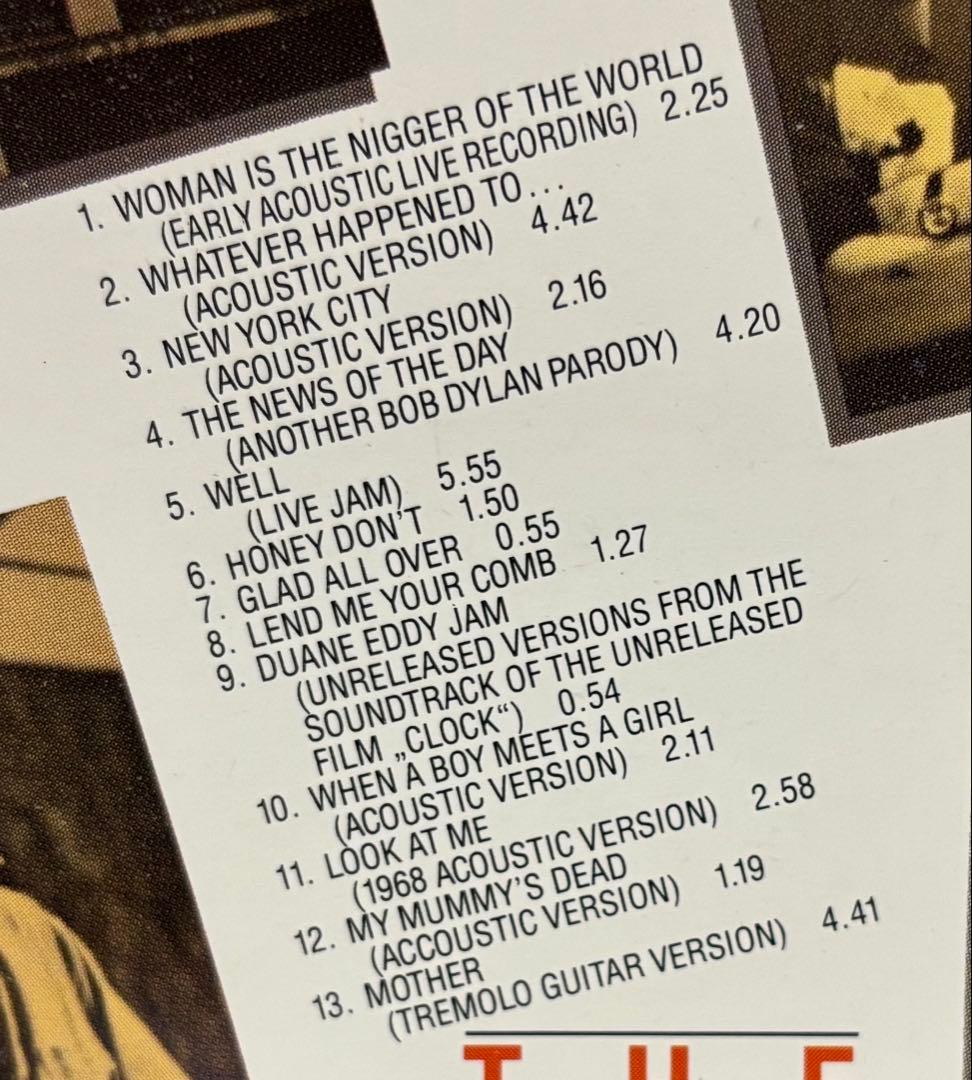 1. WOMAN IS THE NIGGER OF THE WORLD
(EARLY ACOUSTIC LIVE RECORDING) 2.25
2. WHATEVER HAPPENED TO...
(ACOUSTIC VERSION) 4.42
3. NEW YORK CITY
(ACOUSTIC VERSION) 2.16
4. THE NEWS OF THE DAY
(ANOTHER BOB DYLAN PARODY) 4.20
5. WELL
(LIVE JAM) 5.55
6. HONEY DON'T 1.50
7. GLAD ALL OVER 0.55
8. LEND ME YOUR COMB 1.27
9. DUANE EDDY JAM
(UNRELEASED VERSIONS FROM THE
SOUNDTRACK OF THE UNRELEASED
FILM „CLOCK“) 0.54
10. WHEN A BOY MEETS A GIRL
(ACOUSTIC VERSION) 2.11
11. LOOK AT ME
(1968 ACOUSTIC VERSION) 2.58
12. MY MUMMY'S DEAD
(ACCOUSTIC VERSION) 1.19
13. MOTHER
(TREMOLO GUITAR VERSION) 4.41